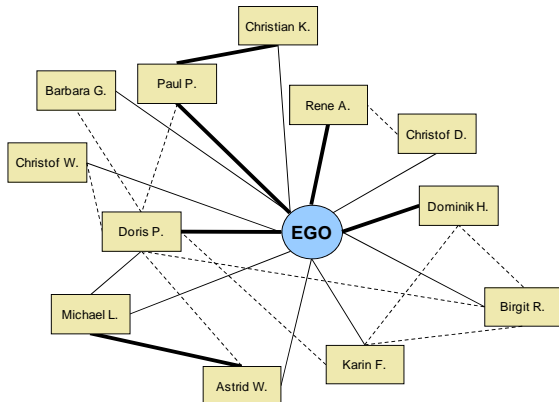 Christian K.
Paul P.
Barbara G.
Rene A.
Christof D.
Christof W.
Dominik H.
Doris P.
EGO
Michael L.
Birgit R.
Karin F.
Astrid W.